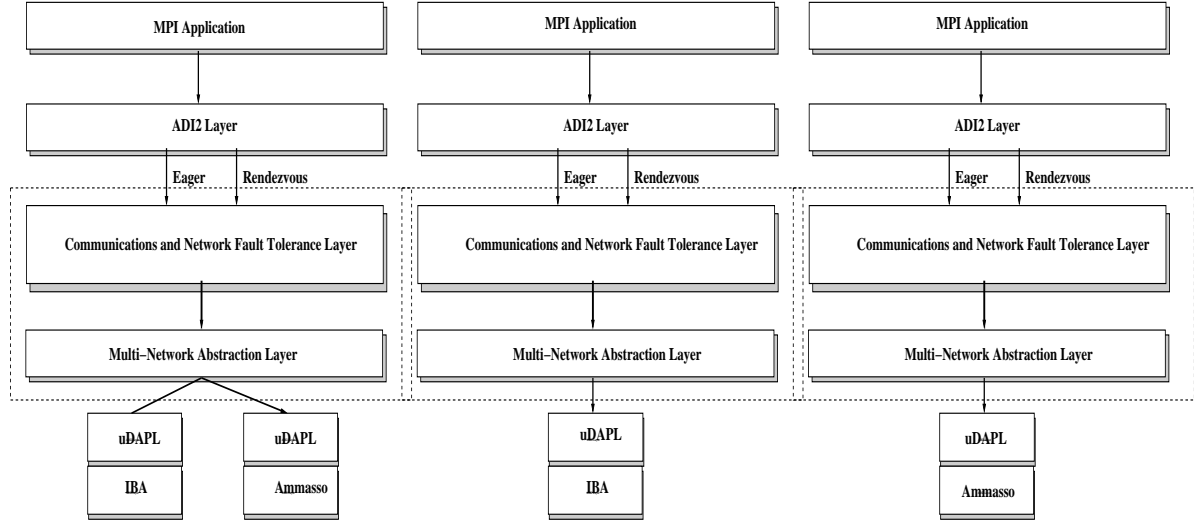 MPI Application MPI Application MPI Application
ADI2 Layer ADI2 Layer ADI2 Layer
Eager Rendezvous Eager Rendezvous Eager Rendezvous
Communications and Network Fault Tolerance Layer Communications and Network Fault Tolerance Layer Communications and Network Fault Tolerance Layer
Multi−Network Abstraction Layer Multi−Network Abstraction Layer Multi−Network Abstraction Layer
uDAPL uDAPL uDAPL uDAPL
IBA Ammasso IBA Ammasso